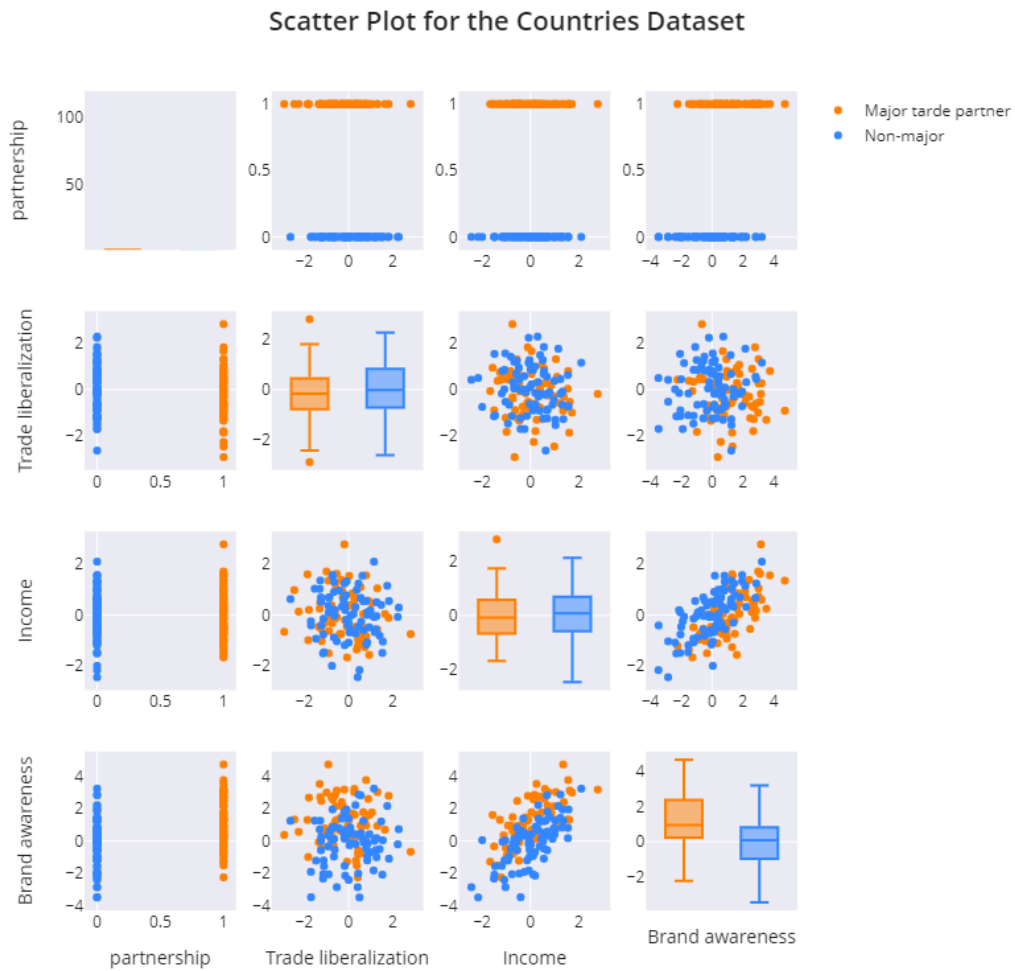 Scatter Plot for the Countries Dataset
Major tarde partner
Non-major
partnership
100
50
1
0.5
0
−2 0 2
1
0.5
0
−2 0 2
1
0.5
0
−4 −2 0 2 4
Trade liberalization
2
0
−2
0 0.5 1
2
0
−2
2
0
−2
−2 0 2
2
0
−2
−4 −2 0 2 4
Income
2
0
−2
0 0.5 1
2
0
−2
−2 0 2
2
0
−2
2
0
−2
−4 −2 0 2 4
Brand awareness
4
2
0
−2
−4
0 0.5 1
partnership
4
2
0
−2
−4
−2 0 2
Trade liberalization
4
2
0
−2
−4
−2 0 2
Income
4
2
0
−2
Brand awareness